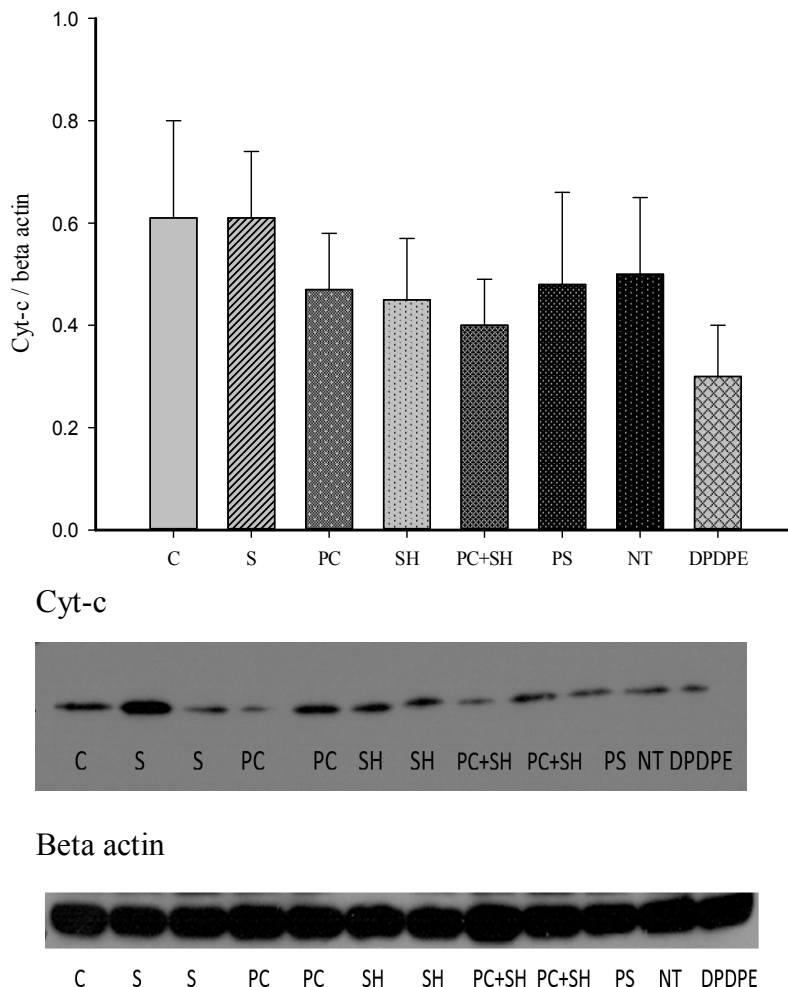 1.0
0.8
0.6
0.4
0.2
0.0
Cyt-c / beta actin
C S PC SH PC+SH PS NT DPDPE
Cyt-c
C S S PC PC SH SH PC+SH PC+SH PS NT DPDPE
Beta actin
C S S PC PC SH SH PC+SH PC+SH PS NT DPDPE